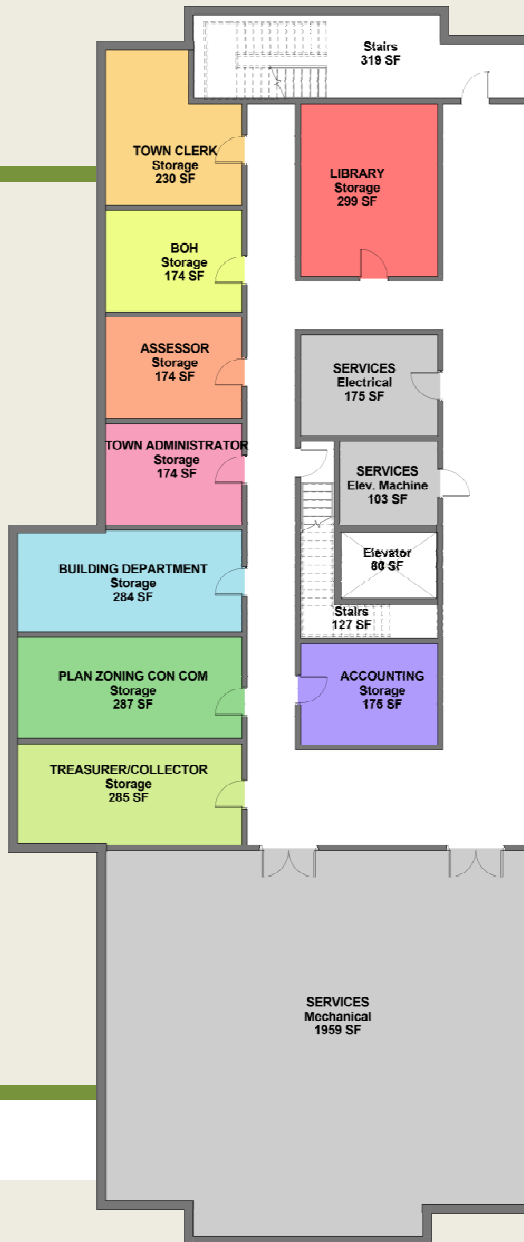 Stairs
319 SF
TOWN CLERK
Storage
230 SF
LIBRARY
Storage
299 SF
BOH
Storage
174 SF
ASSESSOR
Storage
174 SF
SERVICES
Electrical
175 SF
TOWN ADMINISTRATOR
Storage
174 SF
SERVICES
Elev. Machine
103 SF
Elevator
60 SF
BUILDING DEPARTMENT
Storage
284 SF
Stairs
127 SF
PLAN ZONING CON COM
Storage
287 SF
ACCOUNTING
Storage
175 SF
TREASURER/COLLECTOR
Storage
285 SF
SERVICES
Mechanical
1959 SF